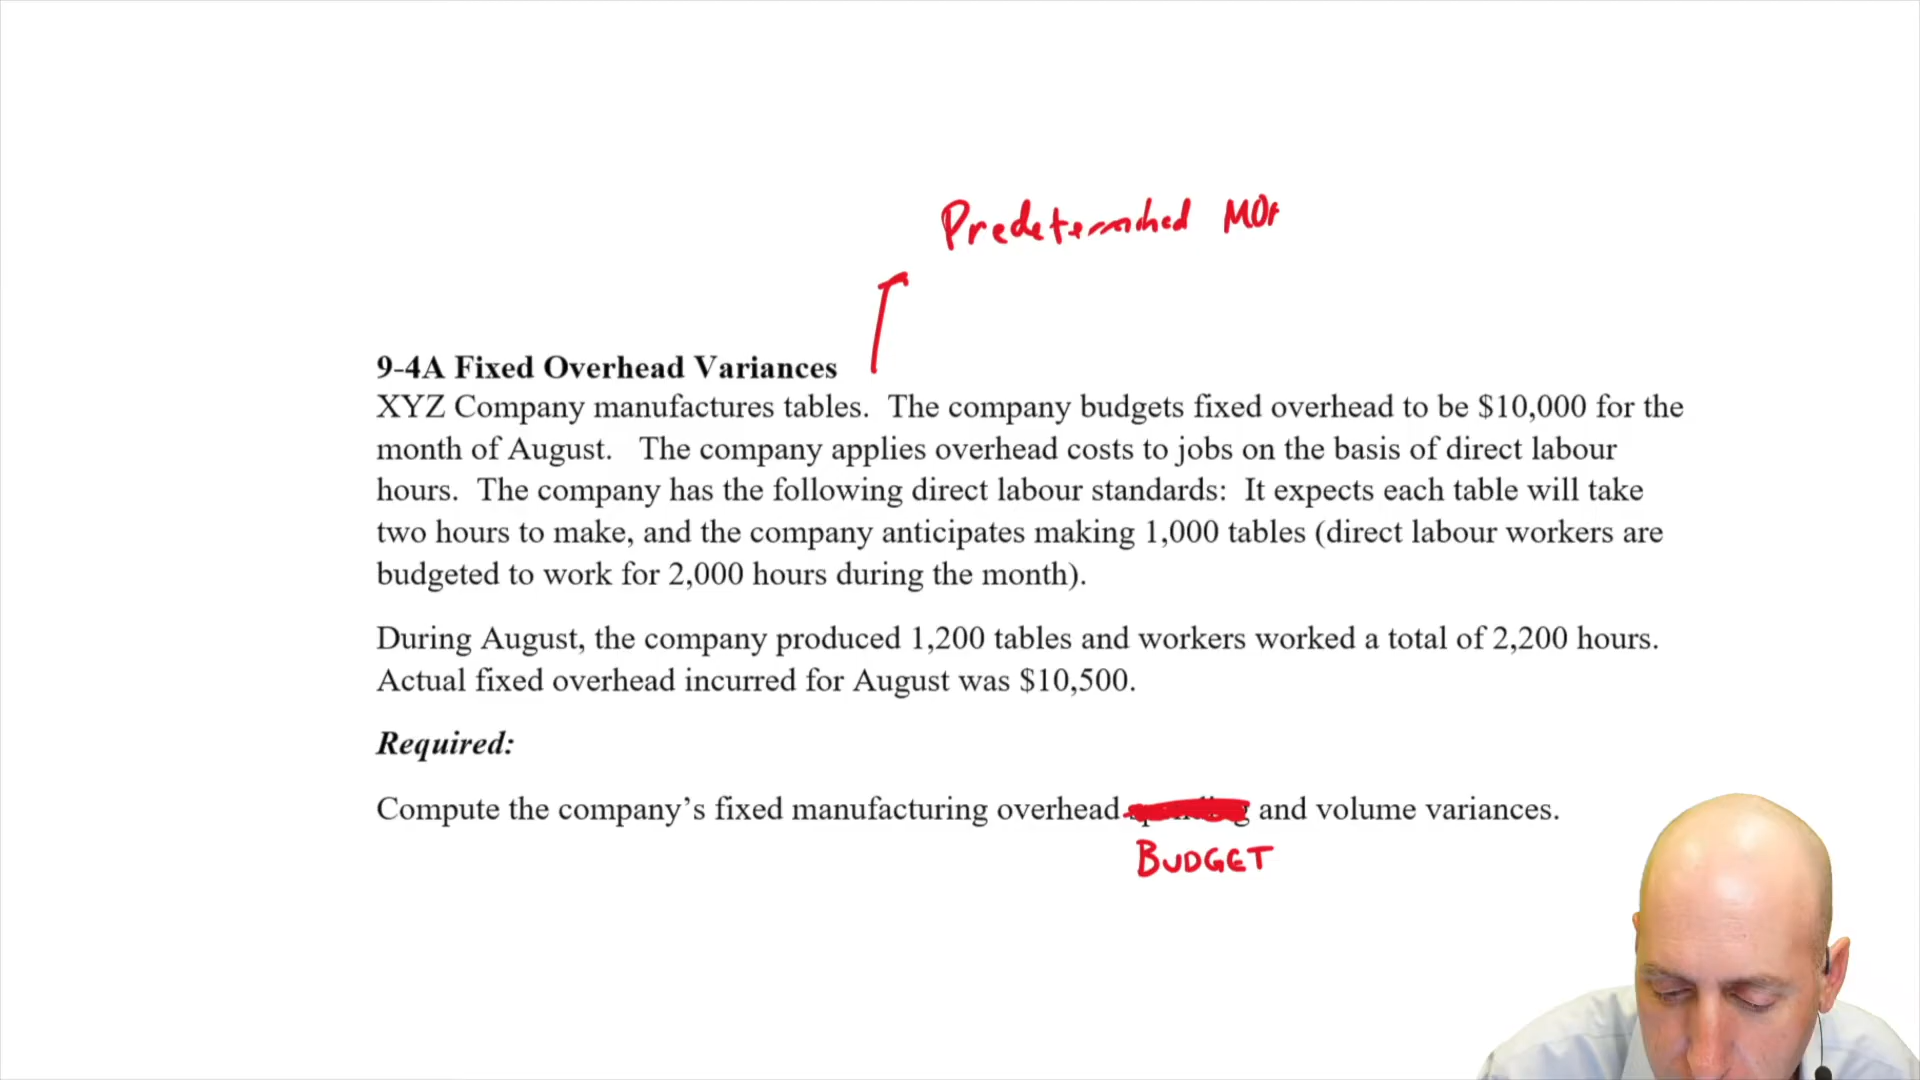 Predetermined MOH
9-4A Fixed Overhead Variances
XYZ Company manufactures tables. The company budgets fixed overhead to be $10,000 for the
month of August. The company applies overhead costs to jobs on the basis of direct labour
hours. The company has the following direct labour standards: It expects each table will take
two hours to make, and the company anticipates making 1,000 tables (direct labour workers are
budgeted to work for 2,000 hours during the month).
During August, the company produced 1,200 tables and workers worked a total of 2,200 hours.
Actual fixed overhead incurred for August was $10,500.
Required:
Compute the company's fixed manufacturing overhead and volume variances.
BUDGET